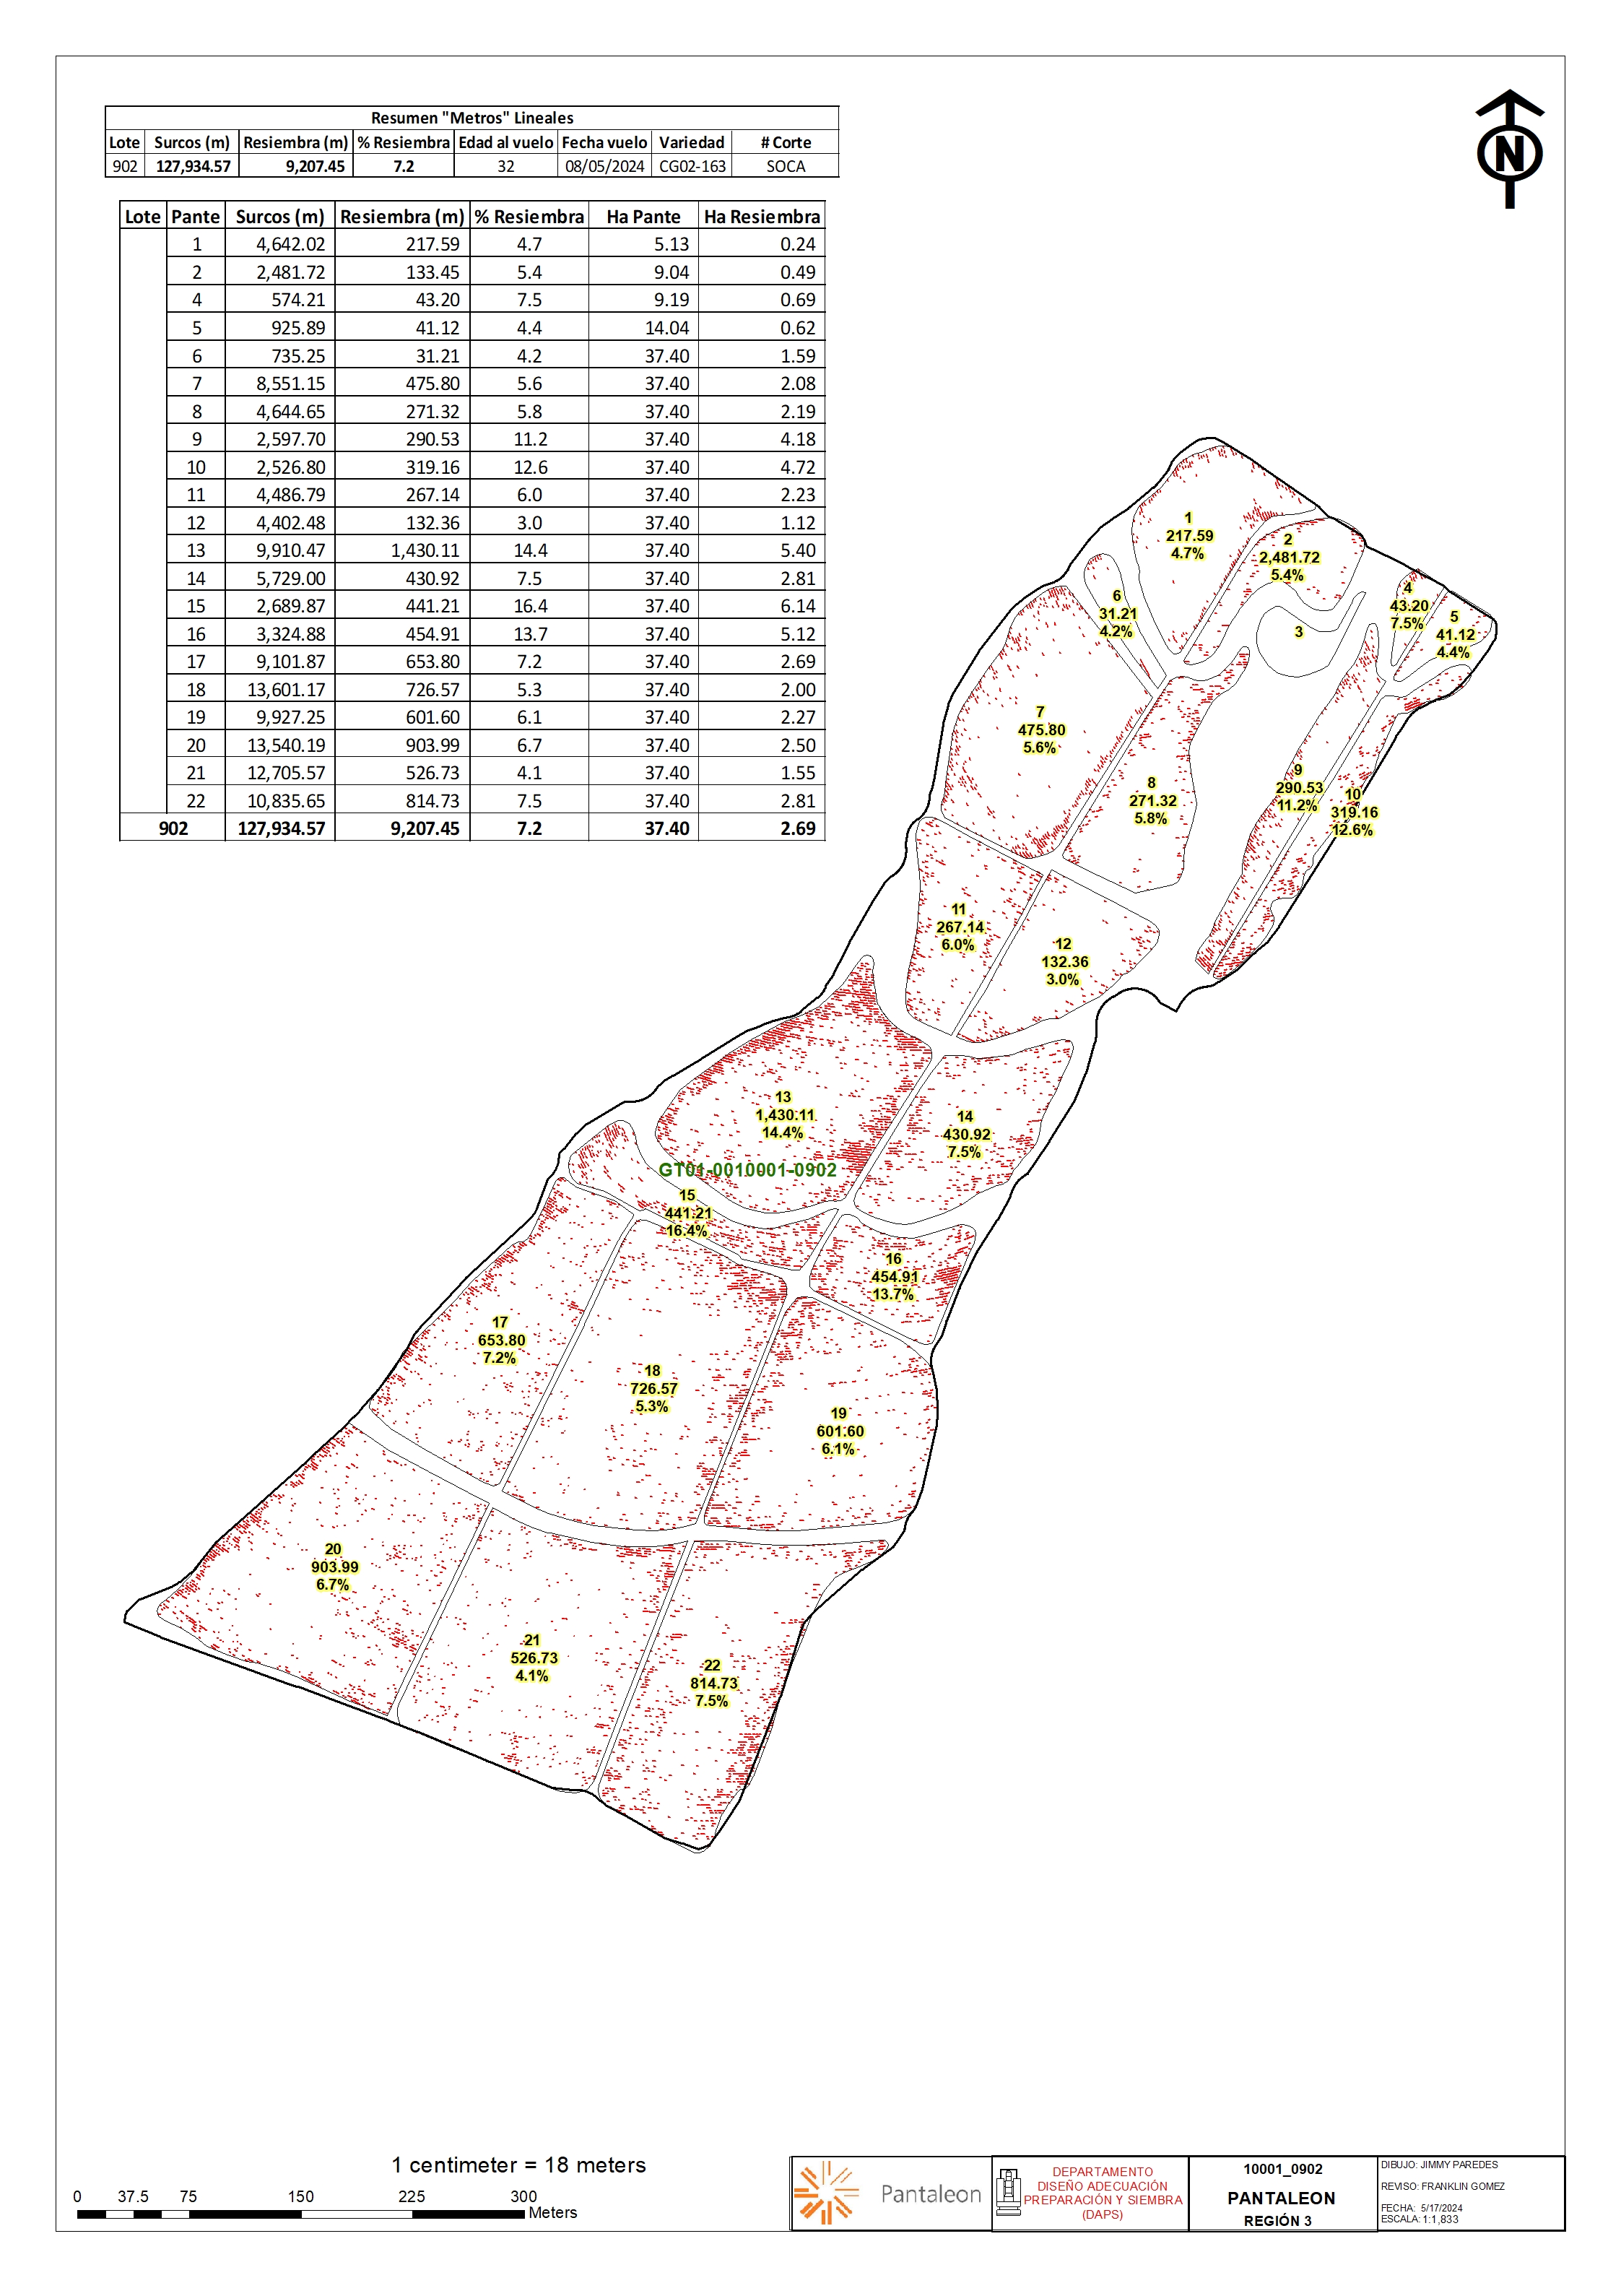 Resumen "Metros" Lineales
Lote Surcos (m) Resiembra (m) % Resiembra Edad al vuelo Fecha vuelo Variedad # Corte
902 127,934.57 9,207.45 7.2 32 08/05/2024 CG02-163 SOCA
Lote Pante Surcos (m) Resiembra (m) % Resiembra Ha Pante Ha Resiembra
1 4,642.02 217.59 4.7 5.13 0.24
2 2,481.72 133.45 5.4 9.04 0.49
4 574.21 43.20 7.5 9.19 0.69
5 925.89 41.12 4.4 14.04 0.62
6 735.25 31.21 4.2 37.40 1.59
7 8,551.15 475.80 5.6 37.40 2.08
8 4,644.65 271.32 5.8 37.40 2.19
9 2,597.70 290.53 11.2 37.40 4.18
10 2,526.80 319.16 12.6 37.40 4.72
11 4,486.79 267.14 6.0 37.40 2.23
12 4,402.48 132.36 3.0 37.40 1.12
13 9,910.47 1,430.11 14.4 37.40 5.40
14 5,729.00 430.92 7.5 37.40 2.81
15 2,689.87 441.21 16.4 37.40 6.14
16 3,324.88 454.91 13.7 37.40 5.12
17 9,101.87 653.80 7.2 37.40 2.69
18 13,601.17 726.57 5.3 37.40 2.00
19 9,927.25 601.60 6.1 37.40 2.27
20 13,540.19 903.99 6.7 37.40 2.50
21 12,705.57 526.73 4.1 37.40 1.55
22 10,835.65 814.73 7.5 37.40 2.81
902 127,934.57 9,207.45 7.2 37.40 2.69
N
1
217.59
4.7%
2
2,481.72
5.4%
3
4
43.20
7.5%
5
41.12
4.4%
6
31.21
4.2%
7
475.80
5.6%
8
271.32
5.8%
9
290.53
11.2%
10
319.16
12.6%
11
267.14
6.0%
12
132.36
3.0%
13
1,430.11
14.4%
14
430.92
7.5%
GT01-0010001-0902
15
441.21
16.4%
16
454.91
13.7%
17
653.80
7.2%
18
726.57
5.3%
19
601.60
6.1%
20
903.99
6.7%
21
526.73
4.1%
22
814.73
7.5%
1 centimeter = 18 meters
0 37.5 75 150 225 300
Meters
Pantaleon
DEPARTAMENTO
DISEÑO ADECUACIÓN
PREPARACIÓN Y SIEMBRA
(DAPS)
10001_0902
PANTALEON
REGIÓN 3
DIBUJO: JIMMY PAREDES
REVISO: FRANKLIN GOMEZ
FECHA: 5/17/2024
ESCALA: 1:1,833